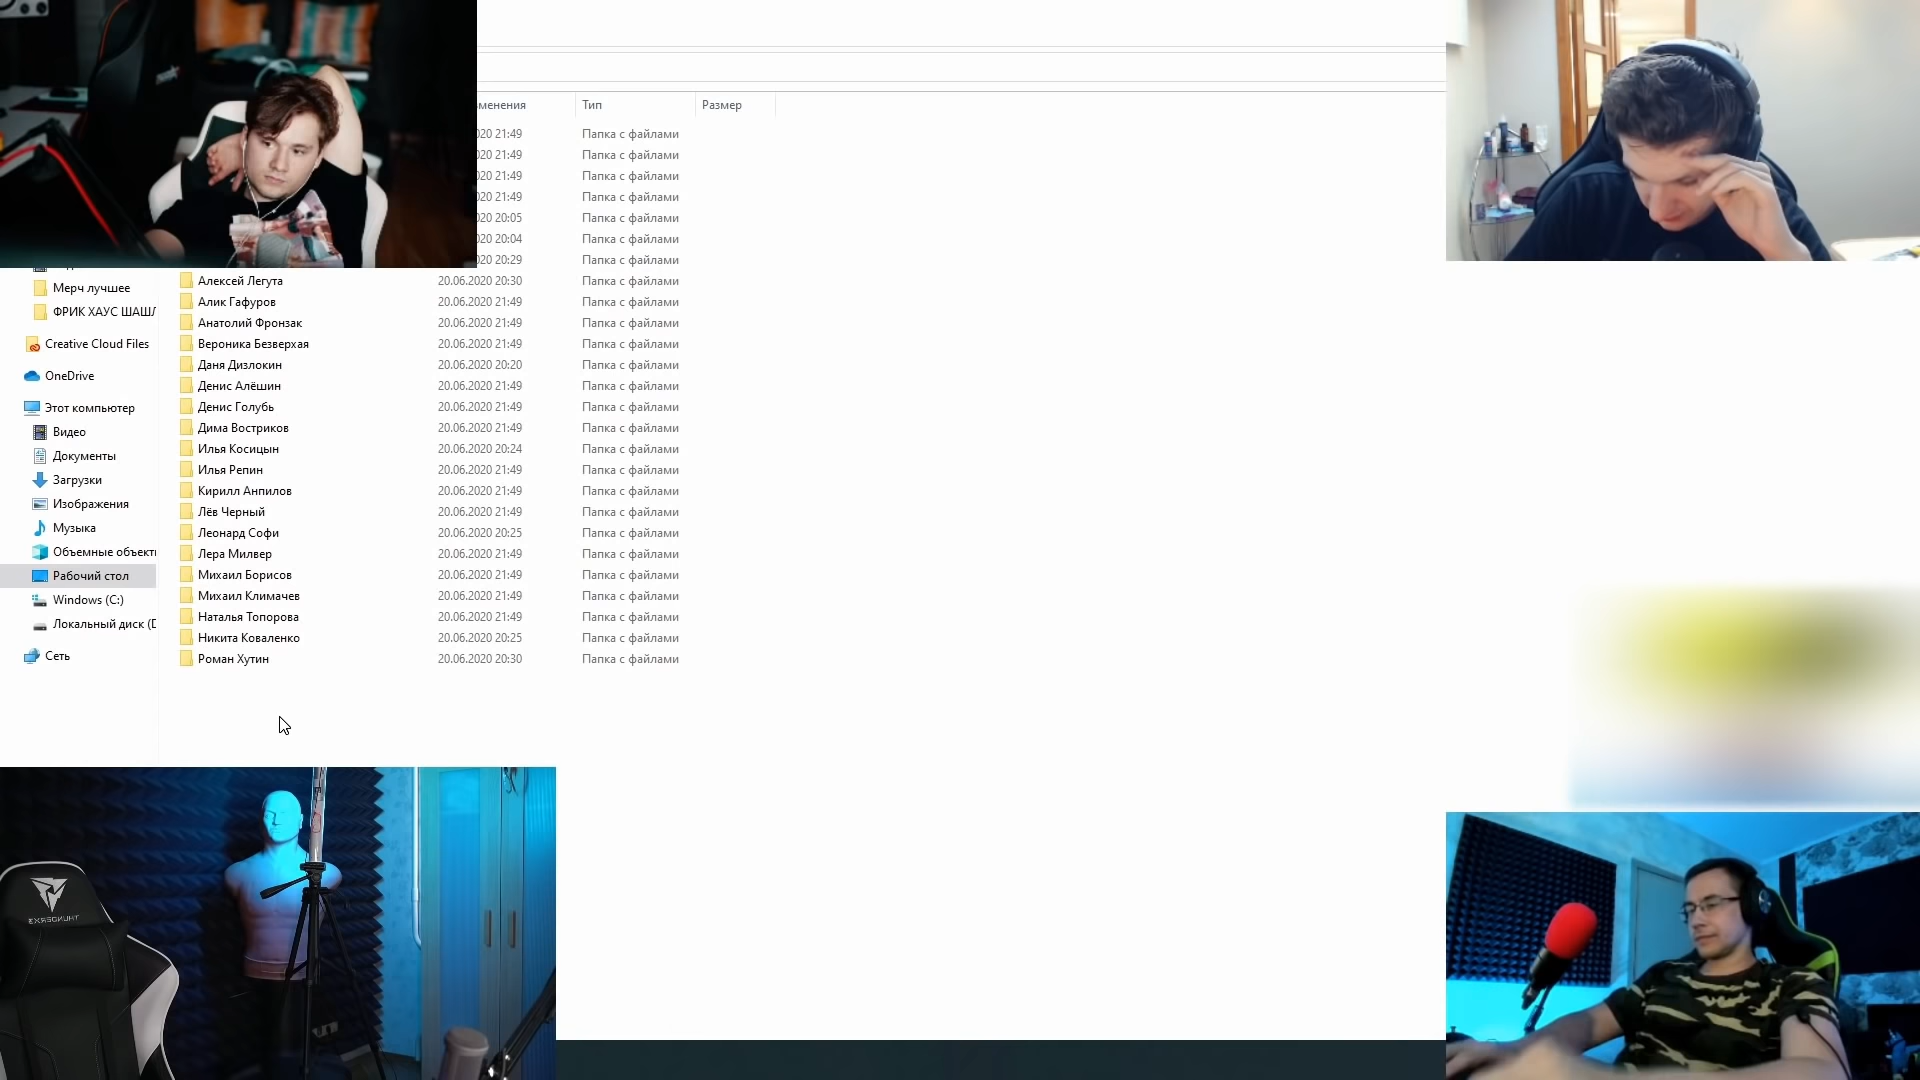 Тип Размер
21:49 Папка с файлами
21:49 Папка с файлами
21:49 Папка с файлами
21:49 Папка с файлами
20:05 Папка с файлами
20:04 Папка с файлами
20:29 Папка с файлами
Мерч лучшее
ФРИК ХАУС
Creative Cloud Files
OneDrive
Этот компьютер
Видео
Документы
Загрузки
Изображения
Музыка
Объемные
Рабочий стол
Windows (C:)
Локальный диск
Сеть
Алексей Легута 20.06.2020 20:30 Папка с файлами
Алик Гафуров 20.06.2020 21:49 Папка с файлами
Анатолий Фронзак 20.06.2020 21:49 Папка с файлами
Вероника Безверхая 20.06.2020 21:49 Папка с файлами
Даня Дизлокин 20.06.2020 20:20 Папка с файлами
Денис Алёшин 20.06.2020 21:49 Папка с файлами
Денис Голубь 20.06.2020 21:49 Папка с файлами
Дима Востриков 20.06.2020 21:49 Папка с файлами
Илья Косицын 20.06.2020 20:24 Папка с файлами
Илья Репин 20.06.2020 21:49 Папка с файлами
Кирилл Анпилов 20.06.2020 21:49 Папка с файлами
Лёв Черный 20.06.2020 21:49 Папка с файлами
Леонард Софи 20.06.2020 20:25 Папка с файлами
Лера Милвер 20.06.2020 21:49 Папка с файлами
Михаил Борисов 20.06.2020 21:49 Папка с файлами
Михаил Климачев 20.06.2020 21:49 Папка с файлами
Наталья Топорова 20.06.2020 21:49 Папка с файлами
Никита Коваленко 20.06.2020 20:25 Папка с файлами
Роман Хутин 20.06.2020 20:30 Папка с файлами
THUNDERX3